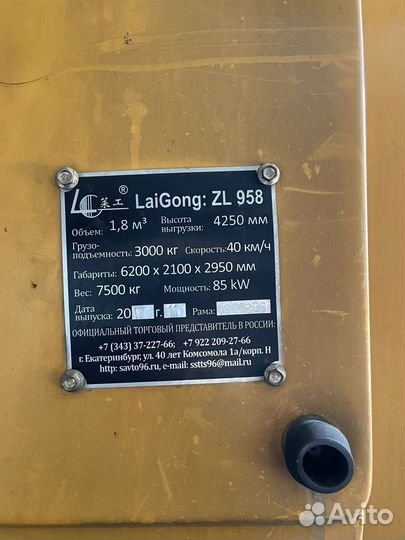 LC 莱工 ® LaiGong: ZL 958
Объем: 1,8 м³ Высота выгрузки: 4250 мм
Грузо-
подъемность: 3000 кг Скорость: 40 км/ч
Габариты: 6200 х 2100 х 2950 мм
Вес: 7500 кг Мощность: 85 kW
Дата выпуска: 20 г. Рама:
ОФИЦИАЛЬНЫЙ ТОРГОВЫЙ ПРЕДСТАВИТЕЛЬ В РОССИИ:
+7 (343) 37-227-66; +7 922 209-27-66
г. Екатеринбург, ул. 40 лет Комсомола 1а/корп. Н
http: savto96.ru, e-mail: sstts96@mail.ru
Avito